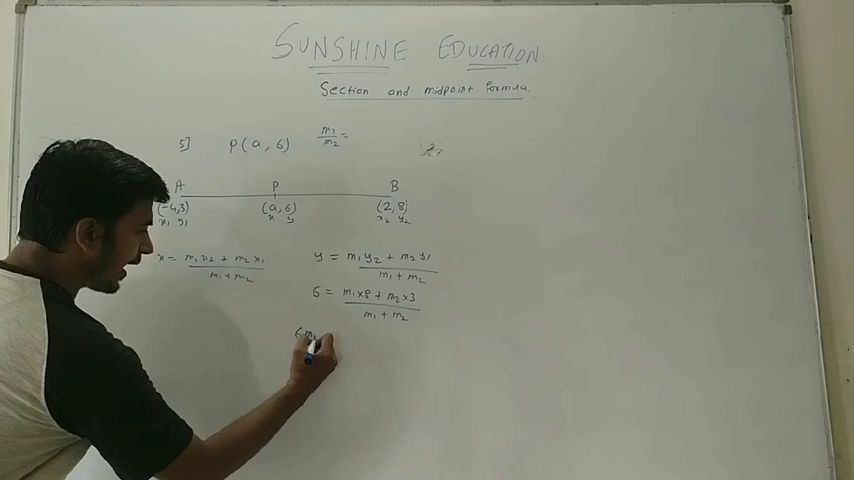 SUNSHINE EDUCATION
Section and midpoint formula.
5] P(a, 6) m₁/m₂ =
A P B
(-4,3) (a, 6) (2, 8)
x₁ y₁ x y x₂ y₂
x = m₁x₂ + m₂x₁ / m₁ + m₂ y = m₁y₂ + m₂y₁ / m₁ + m₂
6 = m₁×8 + m₂×3 / m₁ + m₂
6m₁